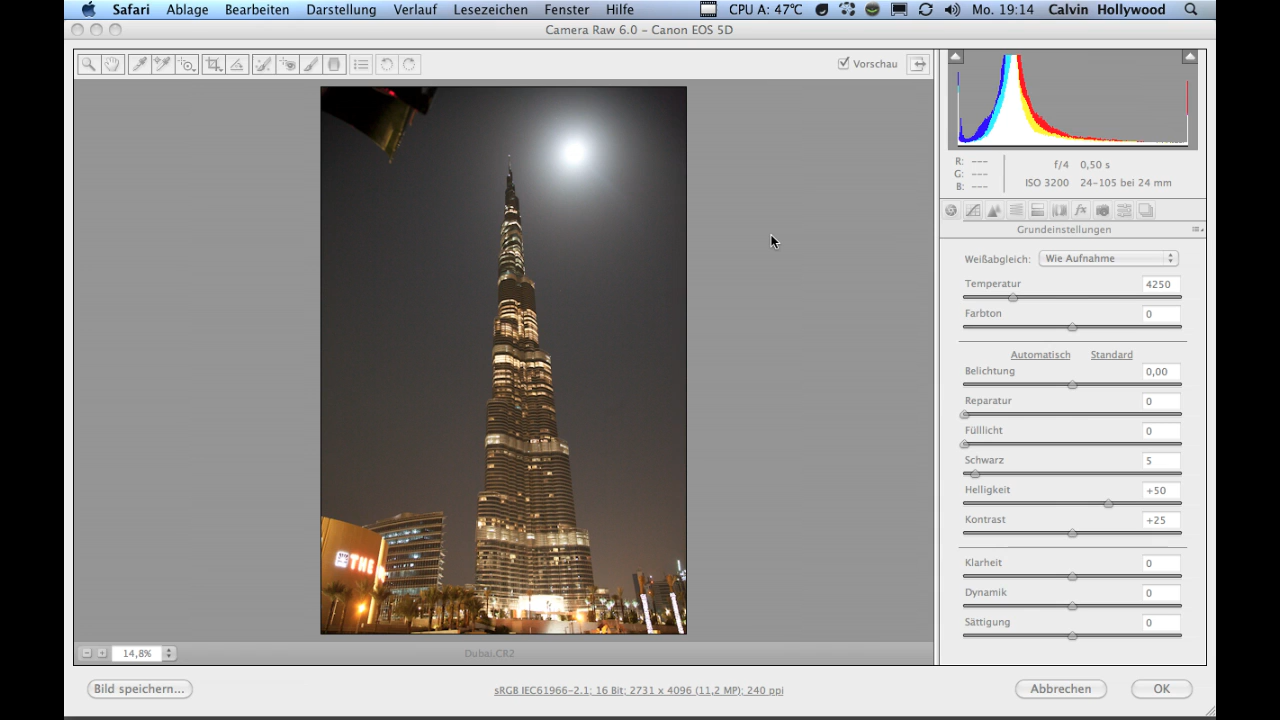 Safari Ablage Bearbeiten Darstellung Verlauf Lesezeichen Fenster Hilfe CPU A: 47°C Mo. 19:14 Calvin Hollywood
Camera Raw 6.0 – Canon EOS 5D
Vorschau
R: ---
G: ---
B: ---
f/4 0,50 s
ISO 3200 24-105 bei 24 mm
Grundeinstellungen
Weißabgleich: Wie Aufnahme
Temperatur 4250
Farbton 0
Automatisch Standard
Belichtung 0,00
Reparatur 0
Fülllicht 0
Schwarz 5
Helligkeit +50
Kontrast +25
Klarheit 0
Dynamik 0
Sättigung 0
THE
14,8%
Dubai.CR2
Bild speichern...
sRGB IEC61966-2.1; 16 Bit; 2731 x 4096 (11,2 MP); 240 ppi
Abbrechen
OK